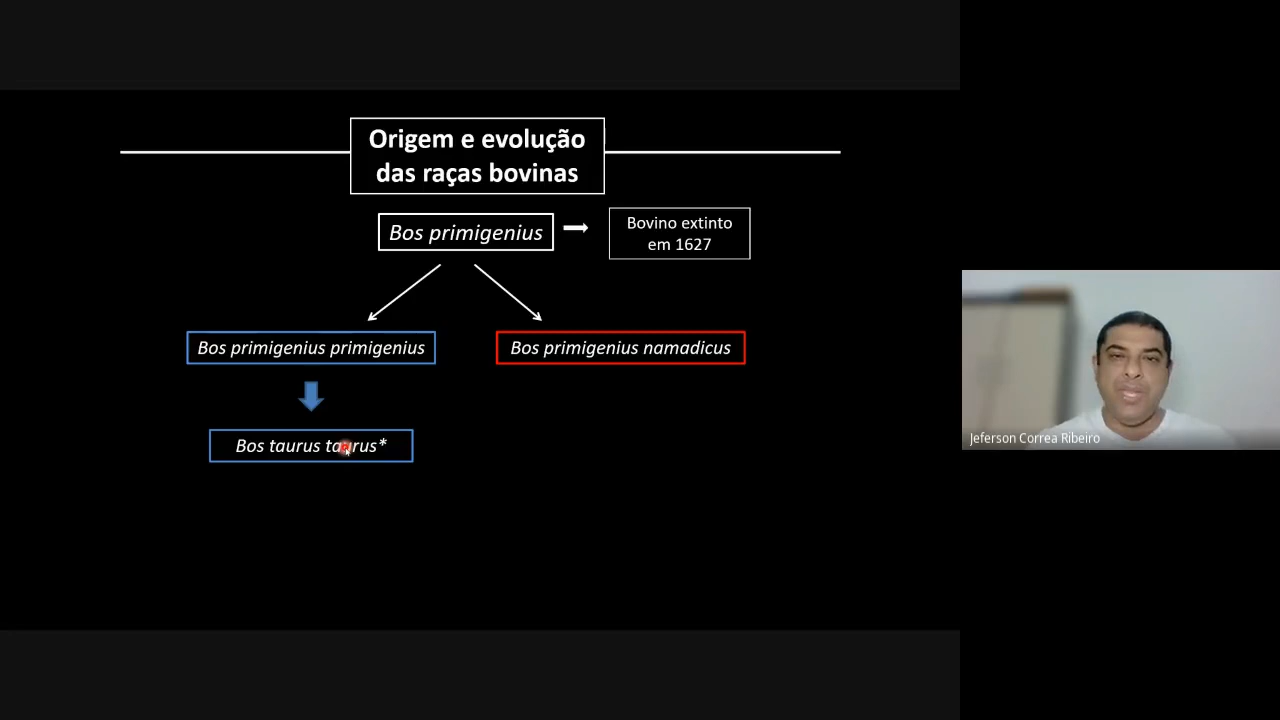 Origem e evolução
das raças bovinas
Bos primigenius
Bovino extinto
em 1627
Bos primigenius primigenius
Bos primigenius namadicus
Bos taurus taurus*
Jeferson Correa Ribeiro